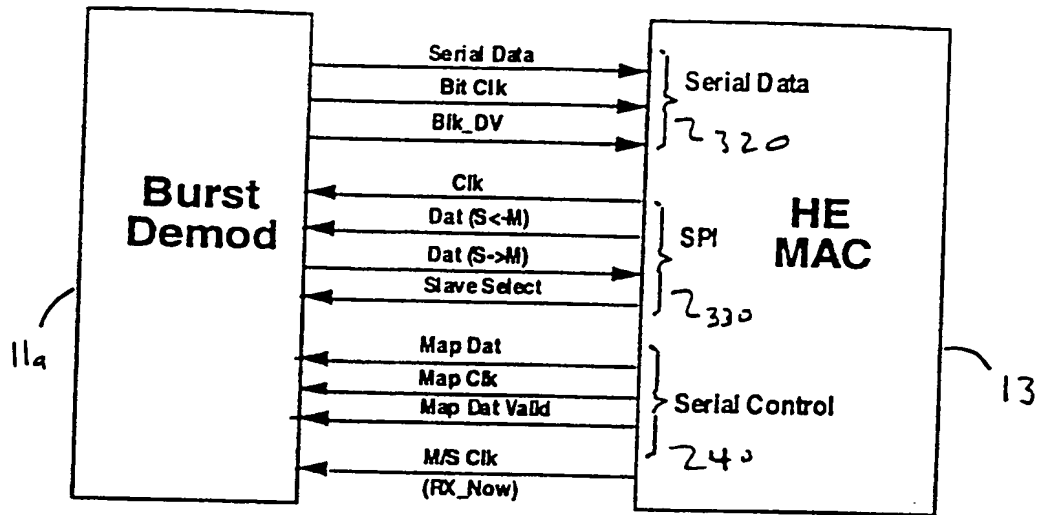 Serial Data
Bit Clk
Blk_DV
Clk
Dat (S<-M)
Dat (S->M)
Slave Select
Map Dat
Map Clk
Map Dat Valid
M/S Clk
(RX_Now)
Burst
Demod
11a
Serial Data
320
SPI
330
Serial Control
240
HE
MAC
13